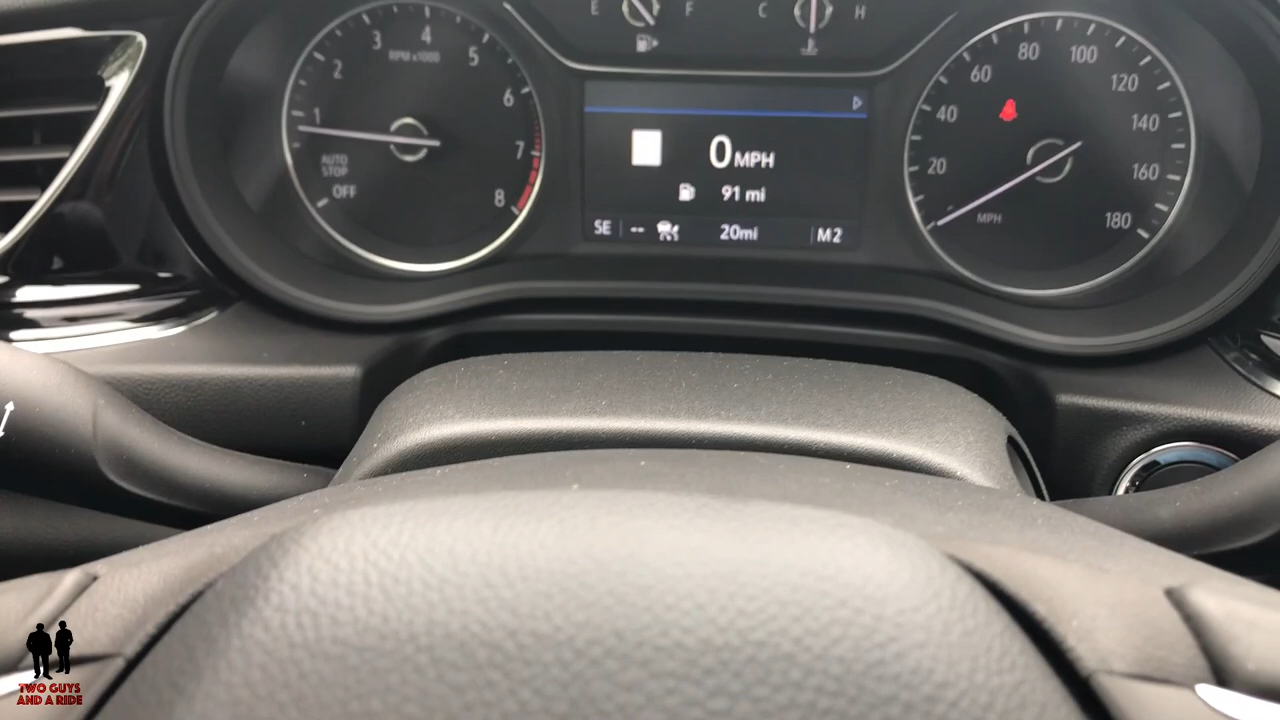 E F C H
1 2 3 4 5 6 7 8
RPM x1000
AUTO
STOP
OFF
0 MPH
91 mi
SE -- 20mi M2
20 40 60 80 100 120 140 160 180
MPH
TWO GUYS
AND A RIDE